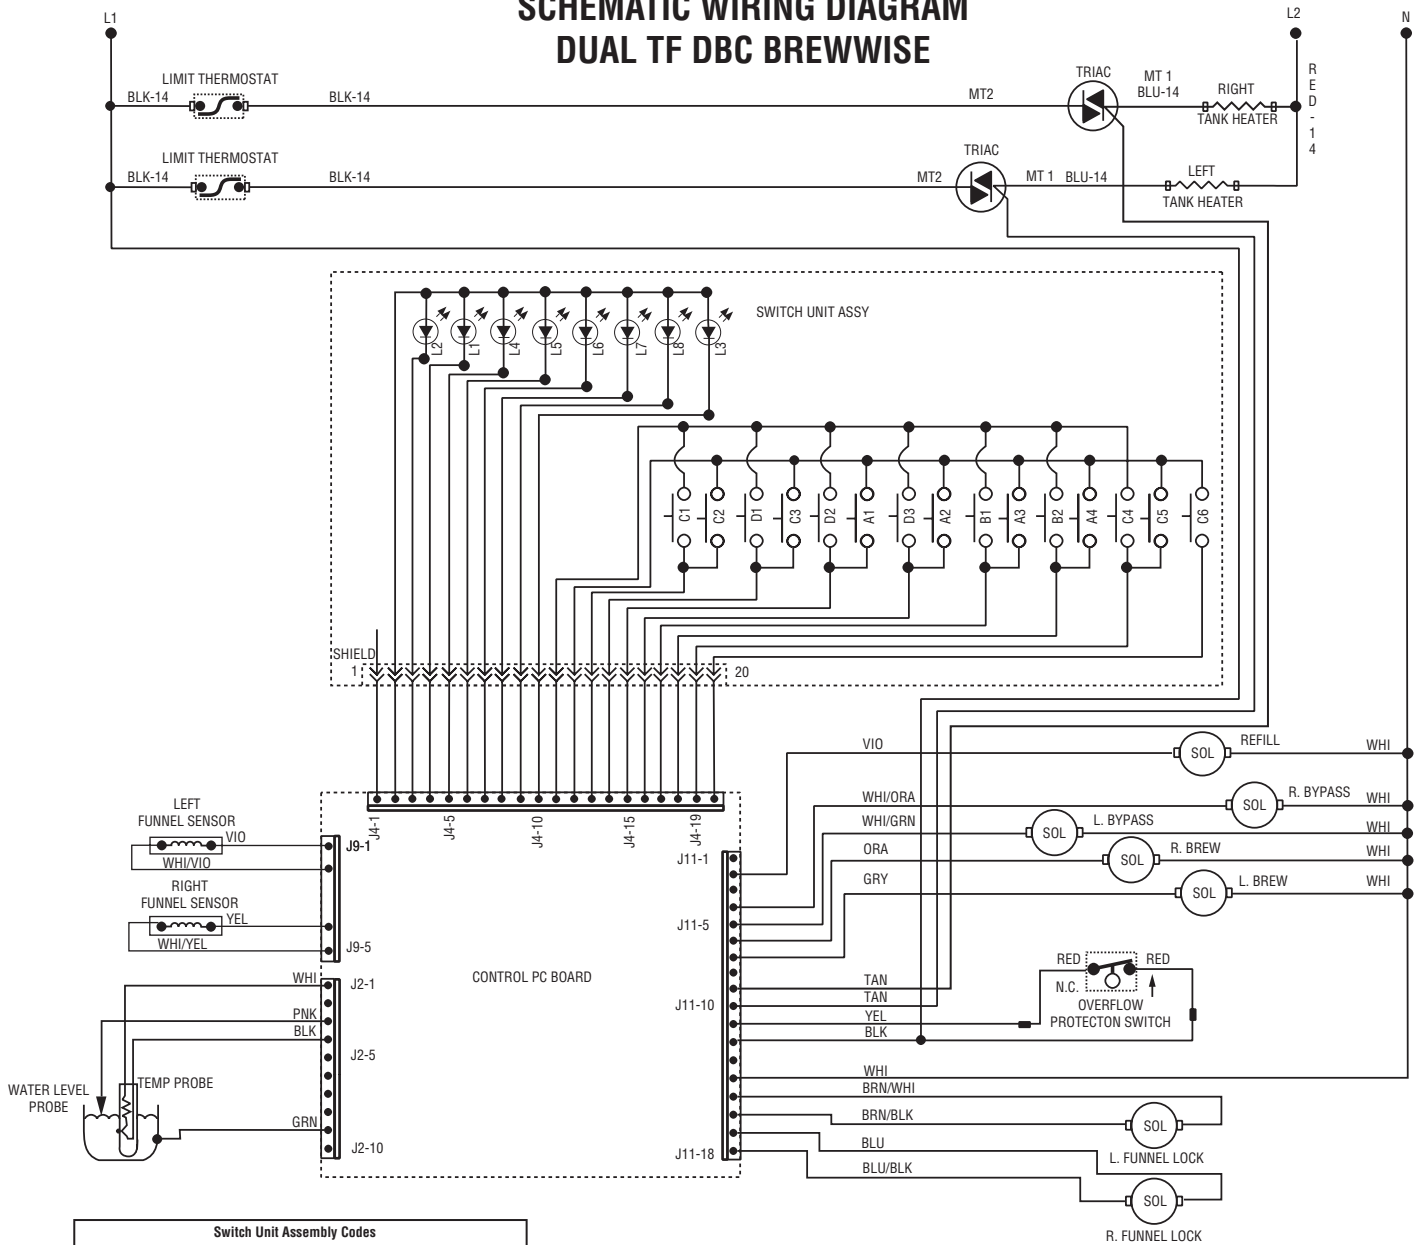 SCHEMATIC WIRING DIAGRAM
DUAL TF DBC BREWWISE
L1
L2
N
LIMIT THERMOSTAT
BLK-14
BLK-14
MT2
TRIAC
MT 1
BLU-14
RIGHT
TANK HEATER
RED-14
LIMIT THERMOSTAT
BLK-14
BLK-14
MT2
TRIAC
MT 1 BLU-14
LEFT
TANK HEATER
SWITCH UNIT ASSY
L2
L1
L4
L5
L6
L7
L8
L3
C1
C2
D1
C3
D2
A1
D3
A2
B1
A3
B2
A4
C4
C5
C6
SHIELD
1
20
VIO
SOL
REFILL
WHI
WHI/ORA
SOL
R. BYPASS
WHI
WHI/GRN
SOL
L. BYPASS
WHI
ORA
SOL
R. BREW
WHI
GRY
SOL
L. BREW
WHI
LEFT
FUNNEL SENSOR
VIO
WHI/VIO
RIGHT
FUNNEL SENSOR
YEL
WHI/YEL
J9-1
J9-5
J4-1
J4-5
J4-10
J4-15
J4-19
J11-1
J11-5
J11-10
J11-18
CONTROL PC BOARD
WHI
J2-1
PNK
BLK
J2-5
GRN
J2-10
WATER LEVEL
PROBE
TEMP PROBE
TAN
TAN
YEL
BLK
RED
RED
N.C.
OVERFLOW
PROTECTON SWITCH
WHI
BRN/WHI
BRN/BLK
SOL
L. FUNNEL LOCK
BLU
BLU/BLK
SOL
R. FUNNEL LOCK
Switch Unit Assembly Codes